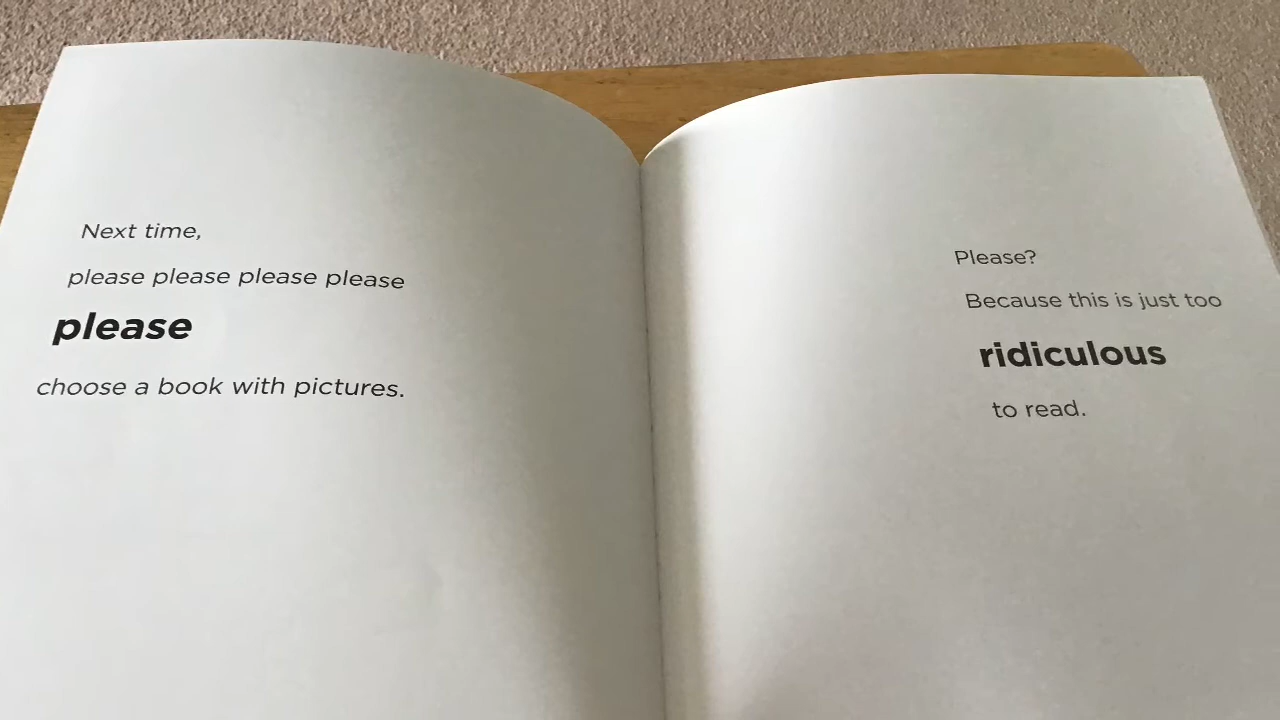 Next time,
please please please please
please
choose a book with pictures.
Please?
Because this is just too
ridiculous
to read.